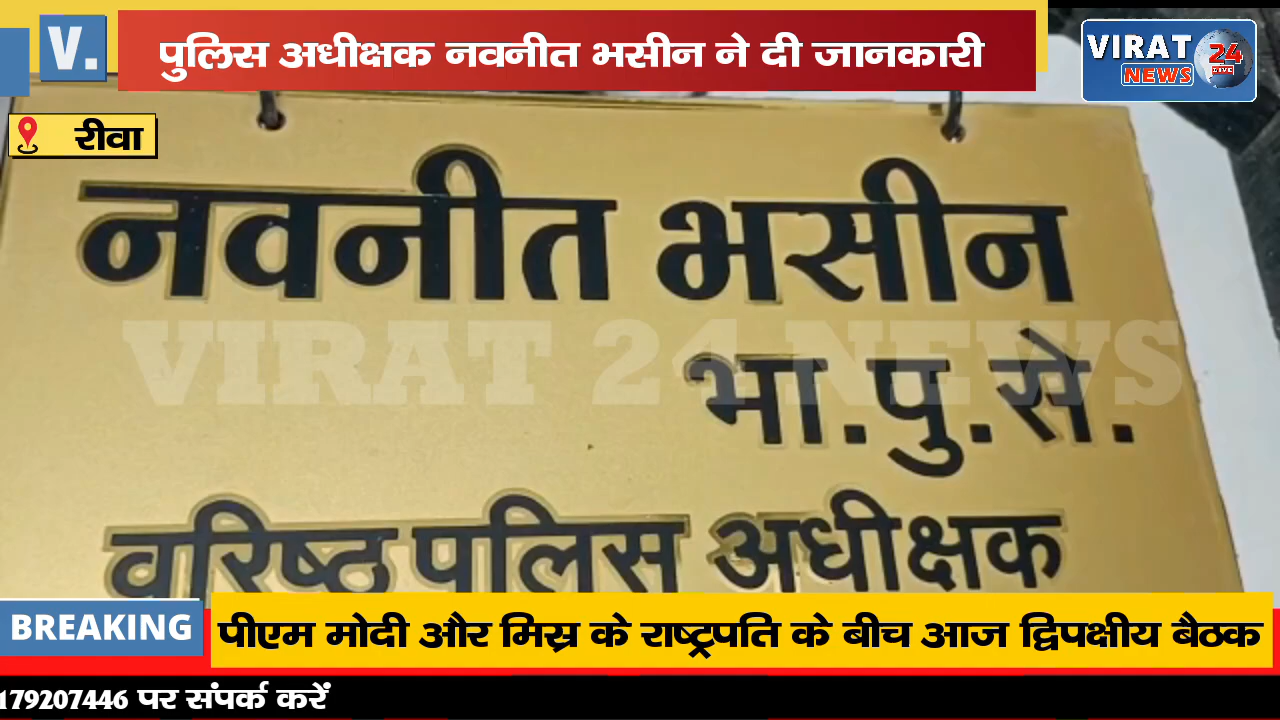 V.
पुलिस अधीक्षक नवनीत भसीन ने दी जानकारी
VIRAT
NEWS
24
LIVE
रीवा
नवनीत भसीन
VIRAT 24 NEWS
भा.पु.से.
वरिष्ठ पुलिस अधीक्षक
BREAKING
पीएम मोदी और मिस्र के राष्ट्रपति के बीच आज द्विपक्षीय बैठक
179207446 पर संपर्क करें